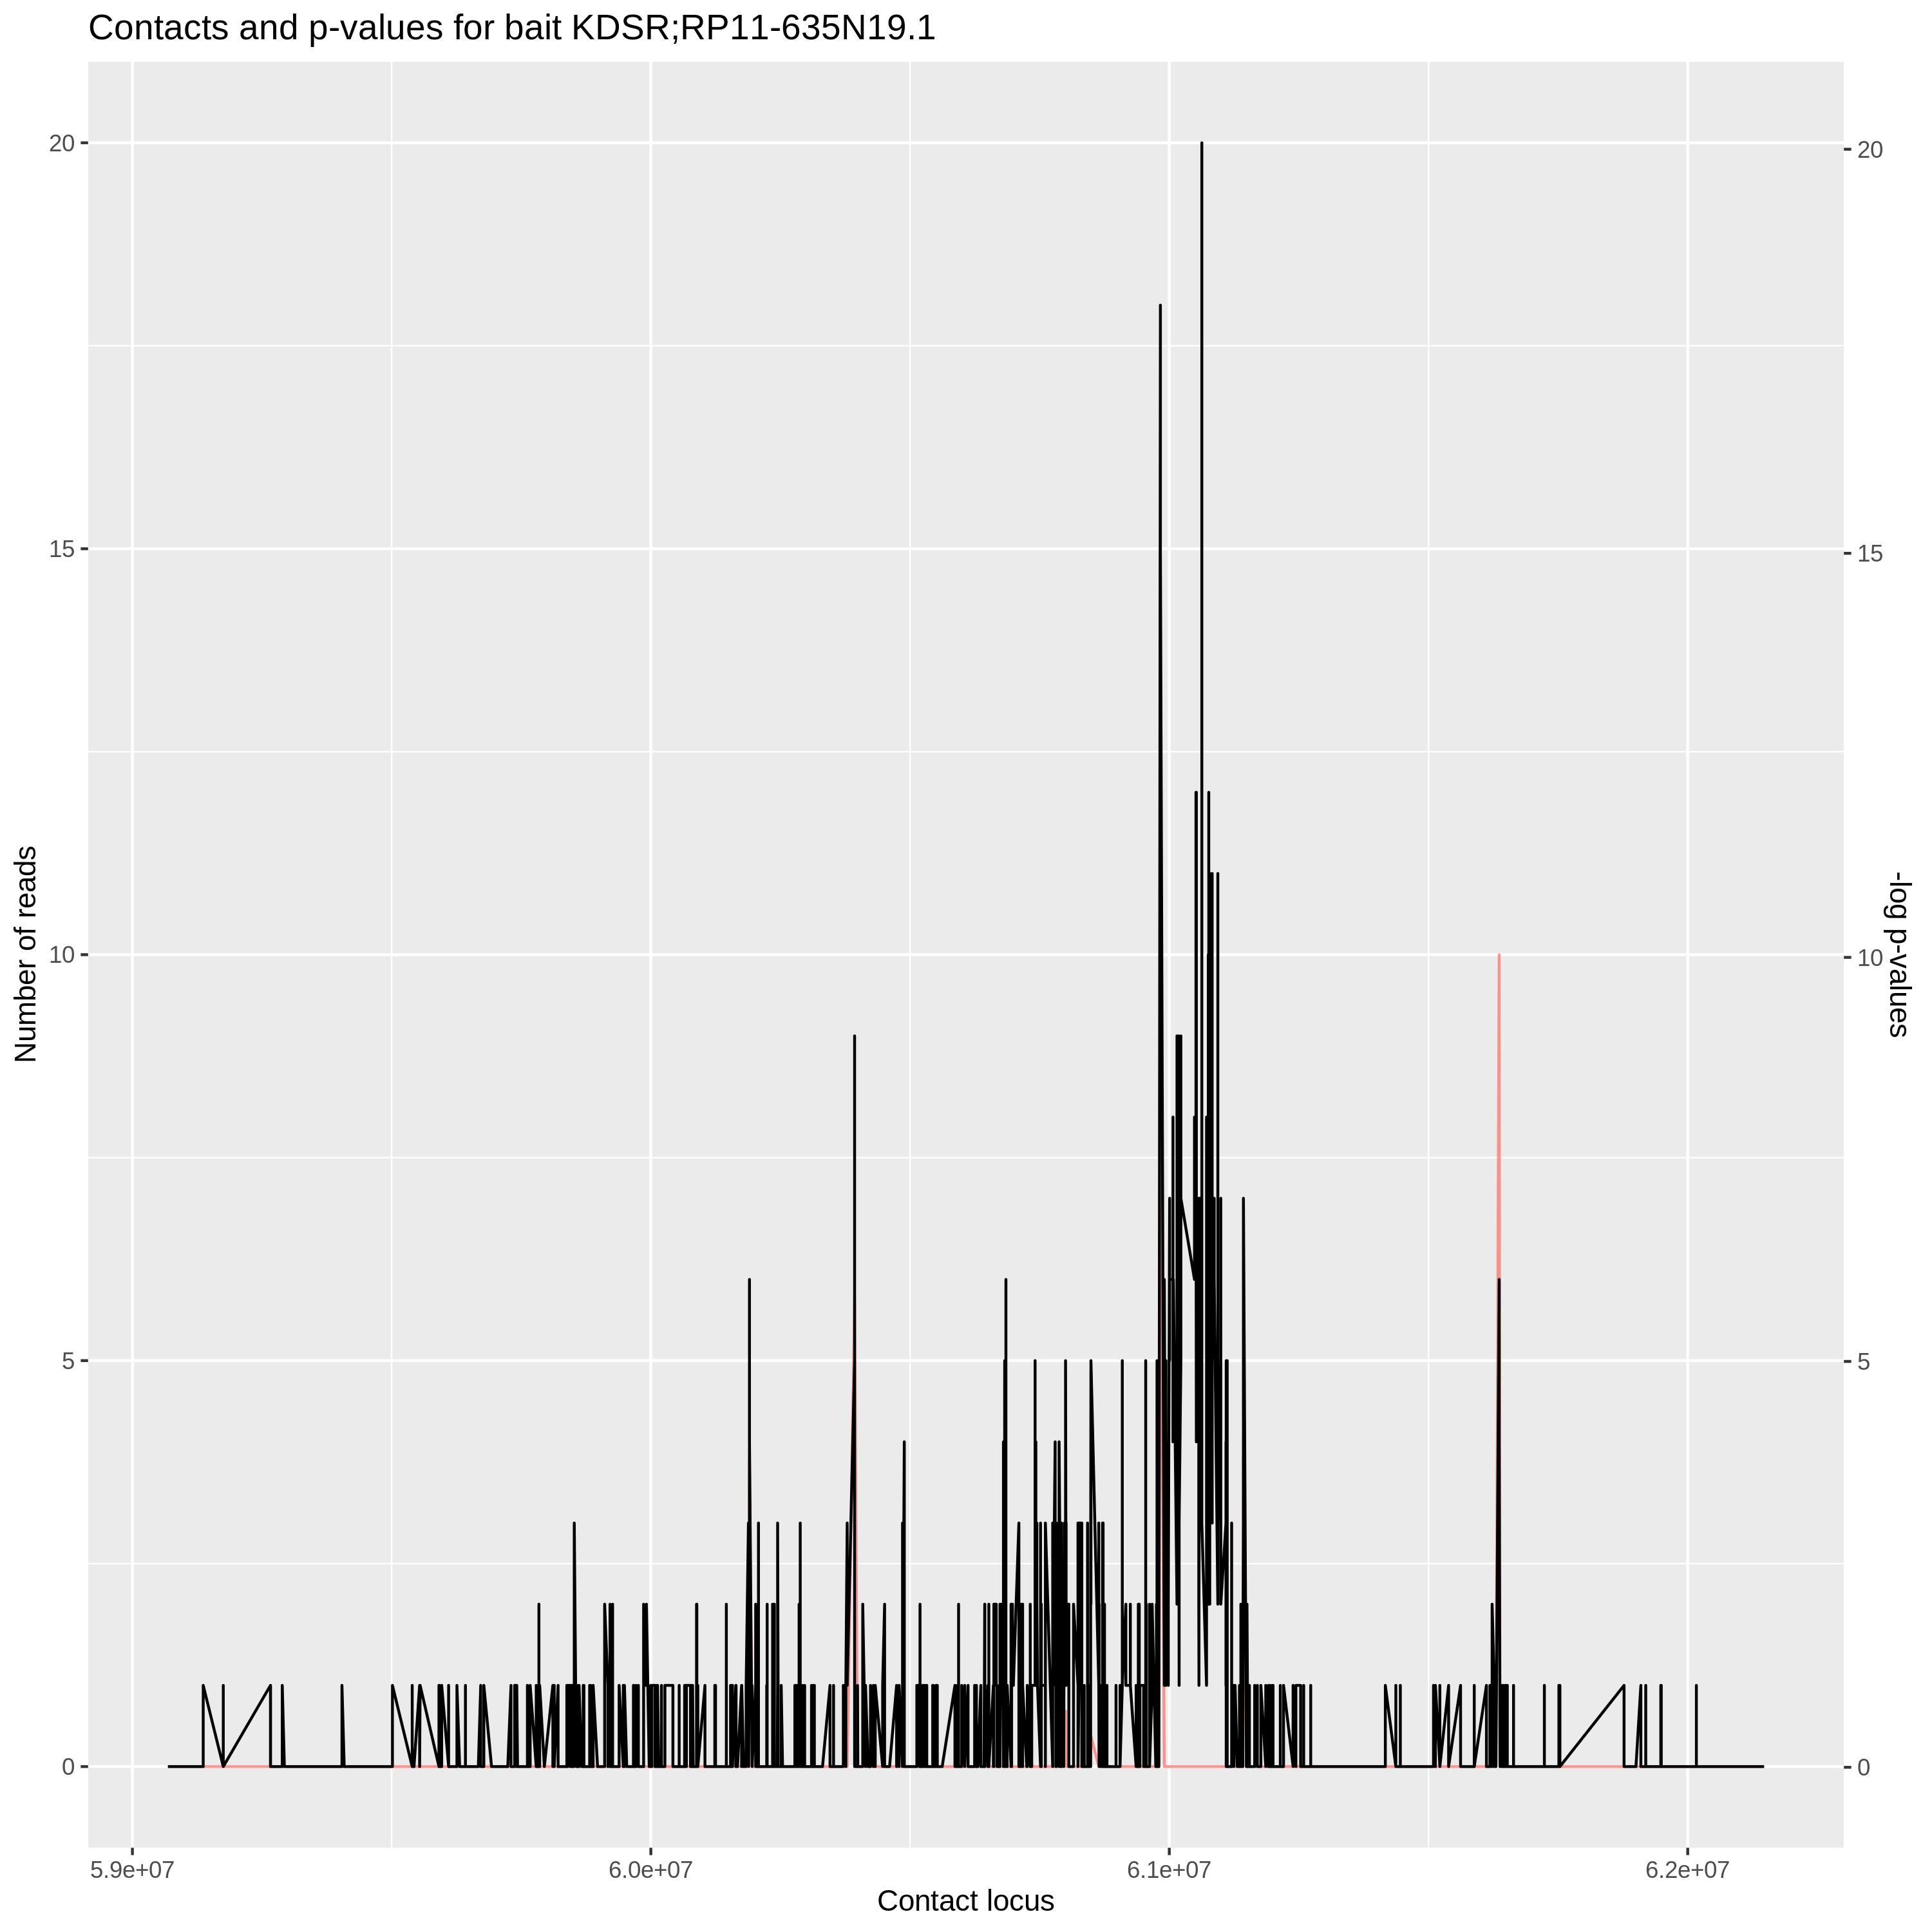 Contacts and p-values for bait KDSR;RP11-635N19.1
20
15
10
5
0
Number of reads
20
15
10
5
0
-log p-values
5.9e+07
6.0e+07
6.1e+07
6.2e+07
Contact locus